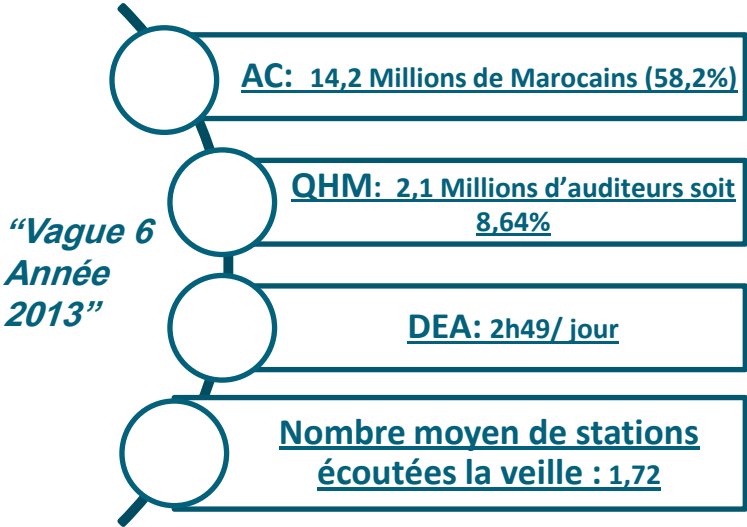 “Vague 6
Année
2013”
AC: 14,2 Millions de Marocains (58,2%)
QHM: 2,1 Millions d’auditeurs soit
8,64%
DEA: 2h49/ jour
Nombre moyen de stations
écoutées la veille : 1,72